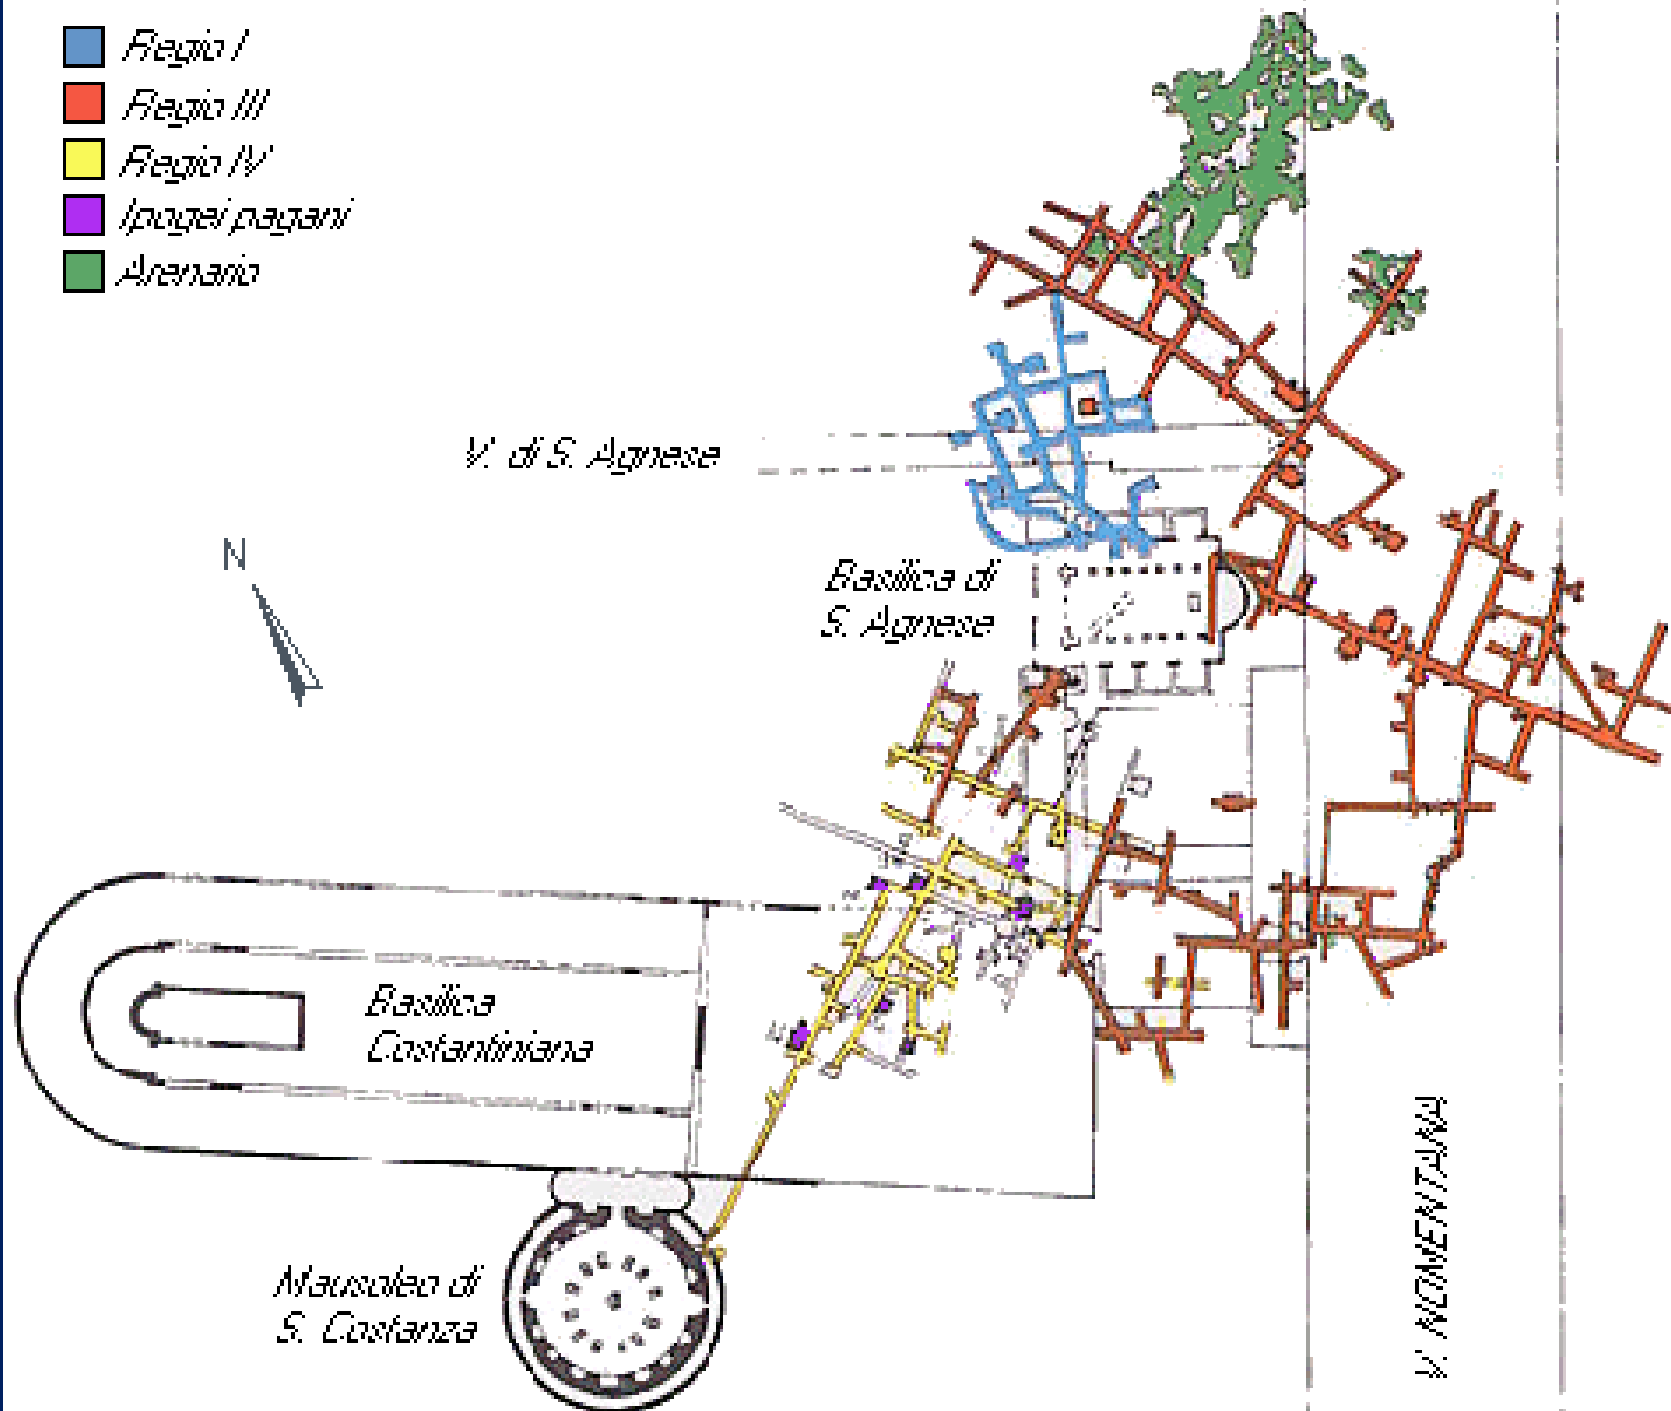 Regio I
Regio III
Regio IV
Ipogei pagani
Arenario
V. di S. Agnese
N
Basilica di
S. Agnese
Basilica
Costantiniana
Mausoleo di
S. Costanza
V. NOMENTANA